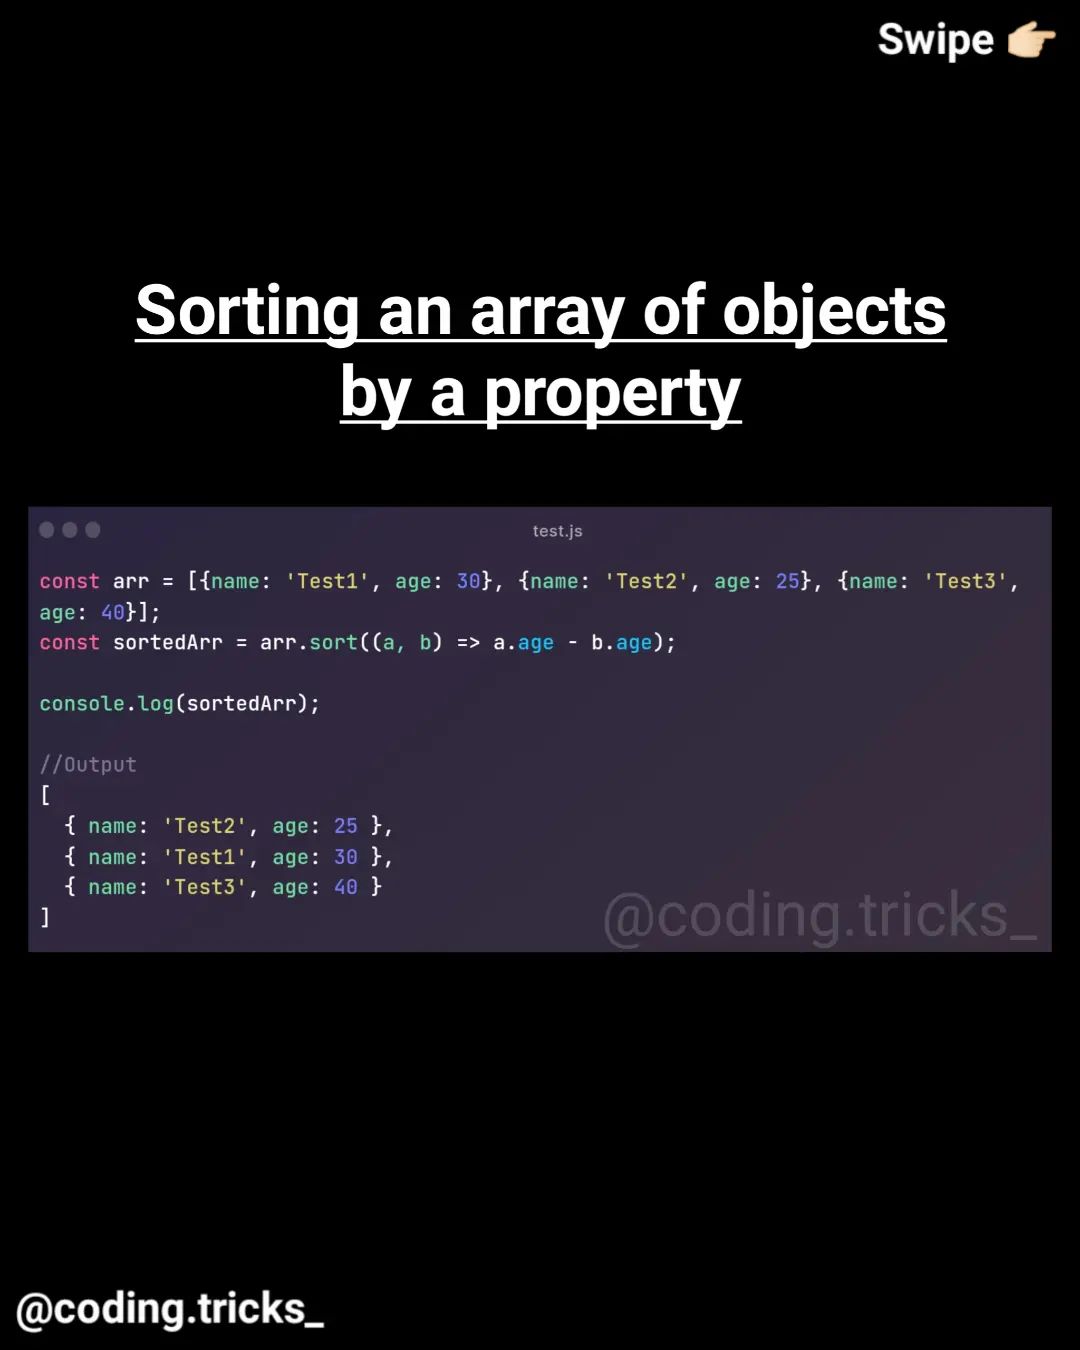 Swipe 👉🏻
Sorting an array of objects
by a property
test.js
const arr = [{name: 'Test1', age: 30}, {name: 'Test2', age: 25}, {name: 'Test3',
age: 40}];
const sortedArr = arr.sort((a, b) => a.age - b.age);
console.log(sortedArr);
//Output
[
  { name: 'Test2', age: 25 },
  { name: 'Test1', age: 30 },
  { name: 'Test3', age: 40 }
]
@coding.tricks_
@coding.tricks_